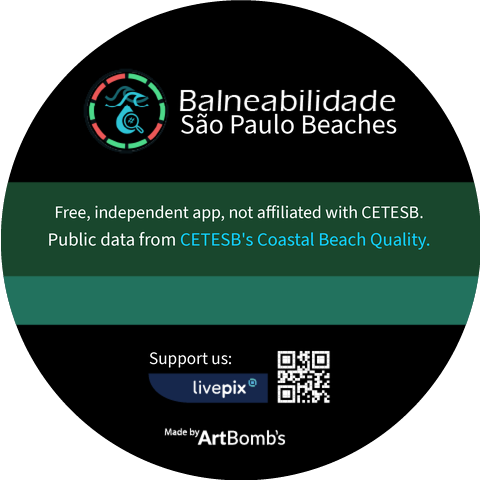 Balneabilidade
São Paulo Beaches
Free, independent app, not affiliated with CETESB.
Public data from CETESB's Coastal Beach Quality.
Support us:
livepix
Made by ArtBomb's